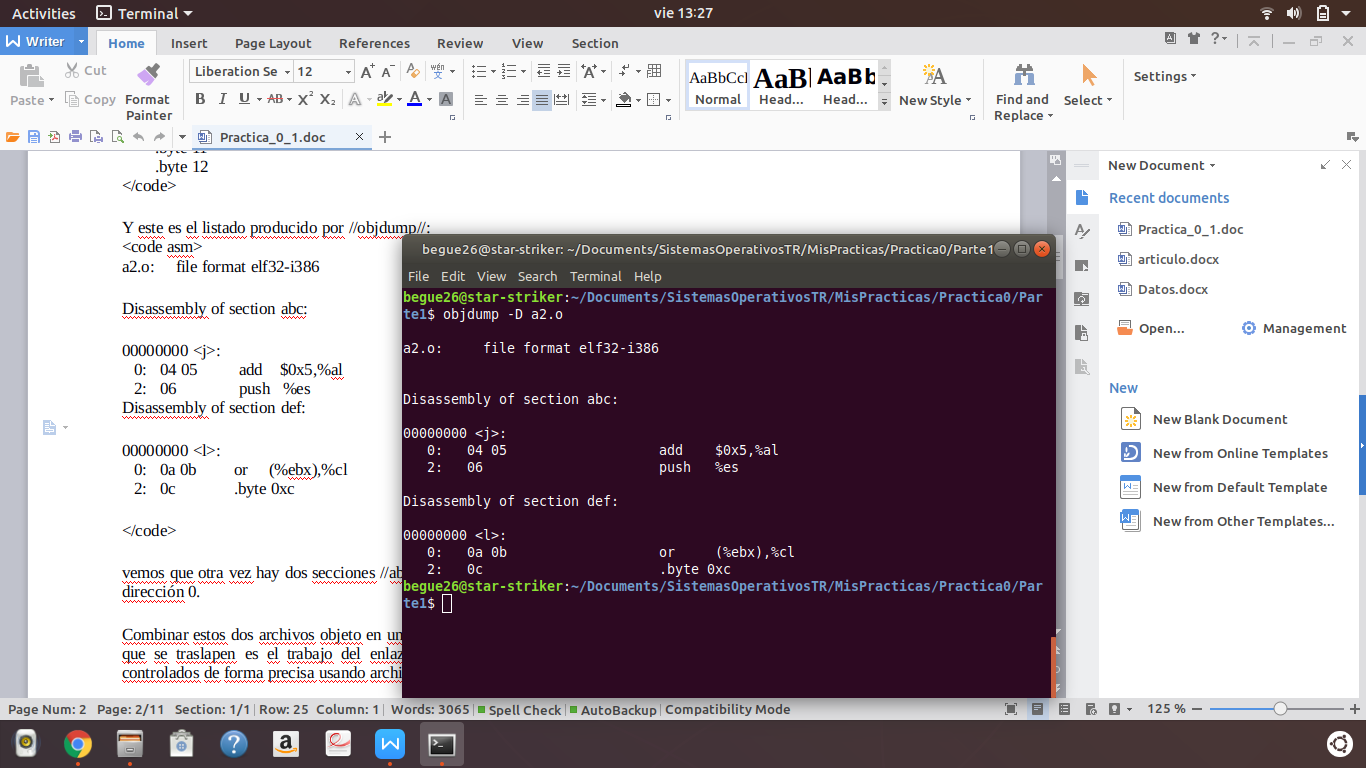 Activities Terminal vie 13:27
Writer Home Insert Page Layout References Review View Section
Paste Cut Copy Format Painter
Liberation Se 12
B I U AB X² X₂ A A A
AaBbCcI AaBl AaBb
Normal Head... Head...
New Style Find and Replace Select Settings
Practica_0_1.doc
.byte 11
.byte 12
</code>
Y este es el listado producido por //objdump//:
<code asm>
a2.o: file format elf32-i386
Disassembly of section abc:
00000000 <j>:
0: 04 05 add $0x5,%al
2: 06 push %es
Disassembly of section def:
00000000 <l>:
0: 0a 0b or (%ebx),%cl
2: 0c .byte 0xc
</code>
vemos que otra vez hay dos secciones //ab
dirección 0.
Combinar estos dos archivos objeto en un
que se traslapen es el trabajo del enlaz
controlados de forma precisa usando archi
begue26@star-striker: ~/Documents/SistemasOperativosTR/MisPracticas/Practica0/Parte1
File Edit View Search Terminal Help
begue26@star-striker:~/Documents/SistemasOperativosTR/MisPracticas/Practica0/Par
te1$ objdump -D a2.o
a2.o: file format elf32-i386
Disassembly of section abc:
00000000 <j>:
0: 04 05 add $0x5,%al
2: 06 push %es
Disassembly of section def:
00000000 <l>:
0: 0a 0b or (%ebx),%cl
2: 0c .byte 0xc
begue26@star-striker:~/Documents/SistemasOperativosTR/MisPracticas/Practica0/Par
te1$
New Document
Recent documents
Practica_0_1.doc
articulo.docx
Datos.docx
Open... Management
New
New Blank Document
New from Online Templates
New from Default Template
New from Other Templates...
Page Num: 2 Page: 2/11 Section: 1/1 Row: 25 Column: 1 Words: 3065 Spell Check AutoBackup Compatibility Mode 125 %